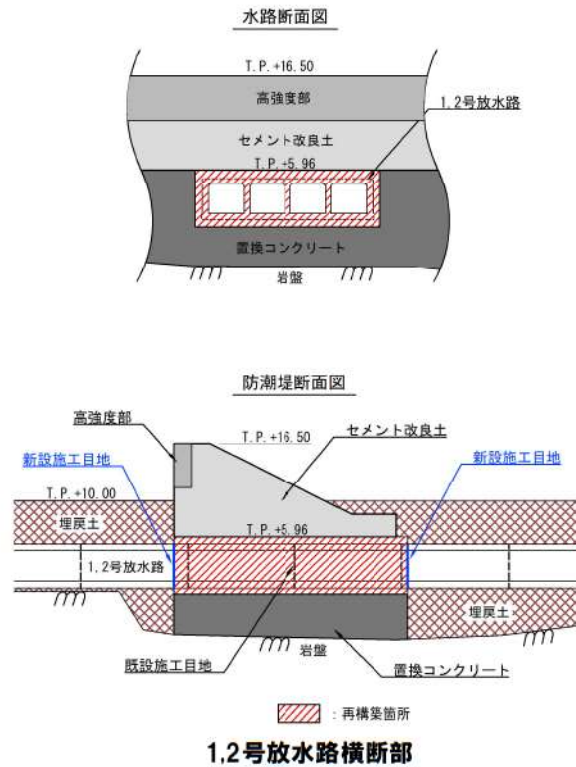 水路断面図
T.P.+16.50
高強度部
1,2号放水路
セメント改良土
T.P.+5.96
置換コンクリート
岩盤
防潮堤断面図
高強度部
セメント改良土
T.P.+16.50
新設施工目地
新設施工目地
T.P.+10.00
埋戻土
T.P.+5.96
1,2号放水路
埋戻土
岩盤
既設施工目地
置換コンクリート
：再構築箇所
1,2号放水路横断部